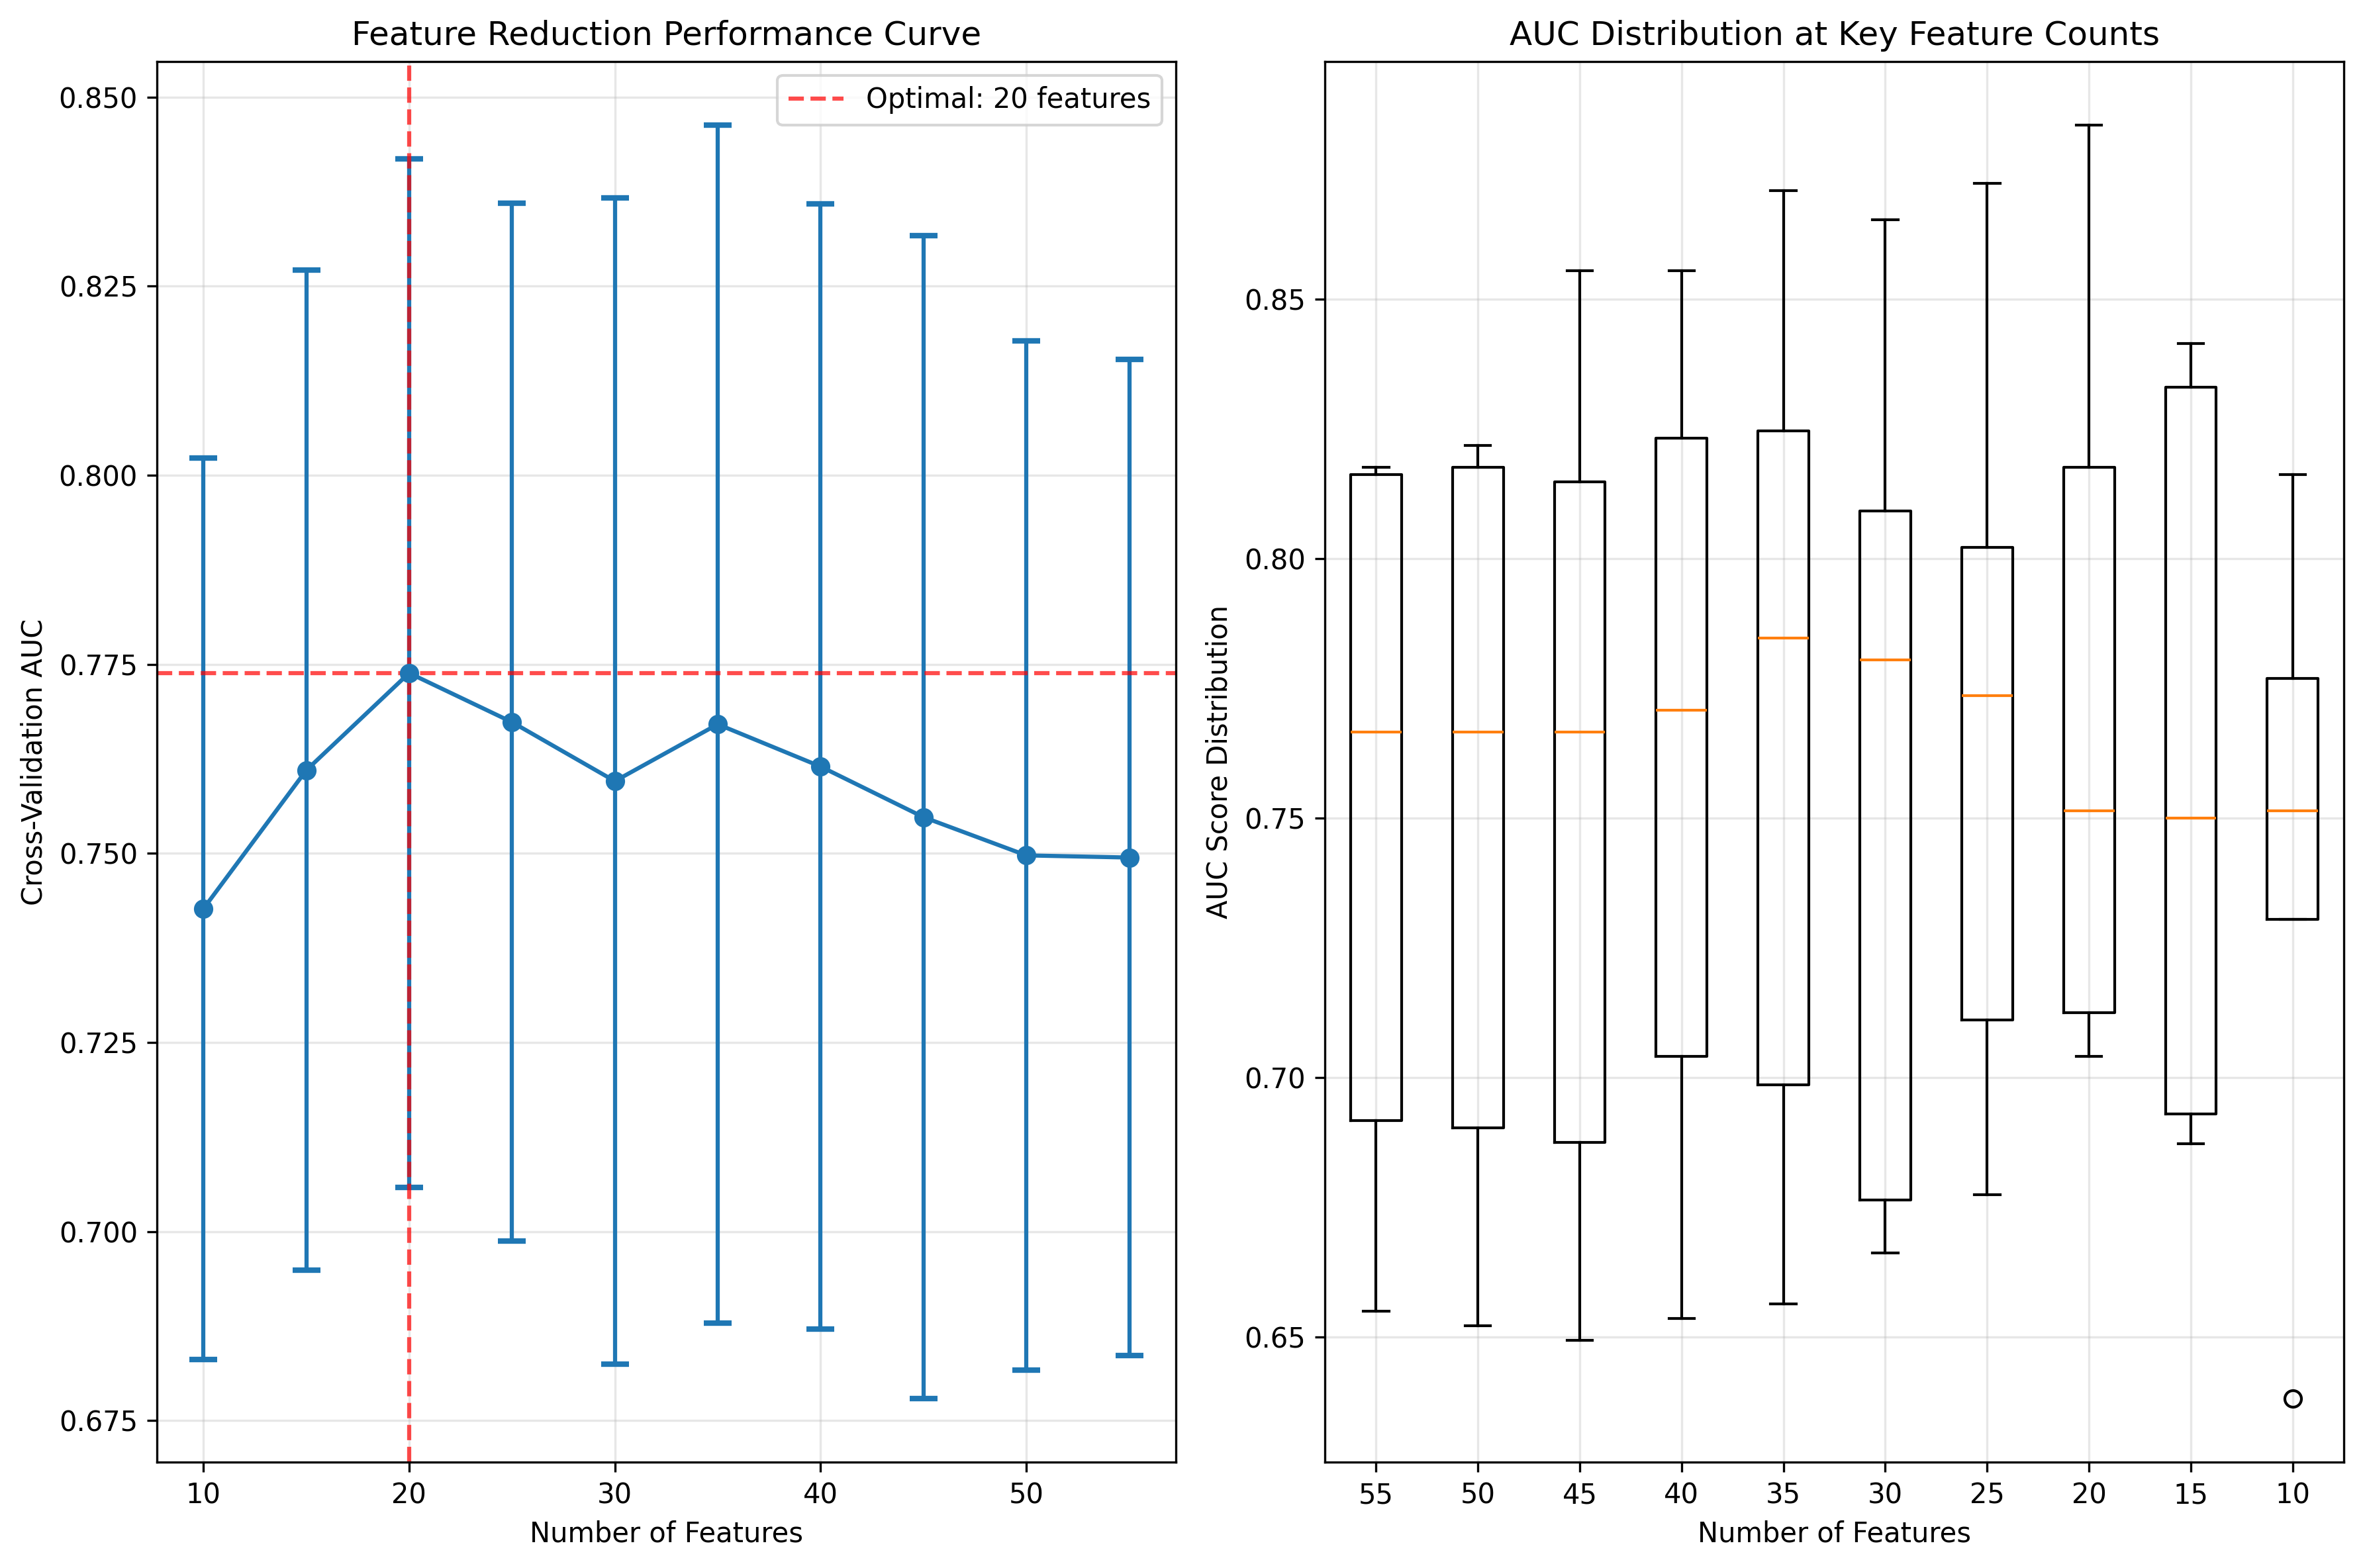 Feature Reduction Performance Curve
Optimal: 20 features
0.850
0.825
0.800
0.775
0.750
0.725
0.700
0.675
Cross-Validation AUC
10 20 30 40 50
Number of Features
AUC Distribution at Key Feature Counts
0.85
0.80
0.75
0.70
0.65
AUC Score Distribution
55 50 45 40 35 30 25 20 15 10
Number of Features